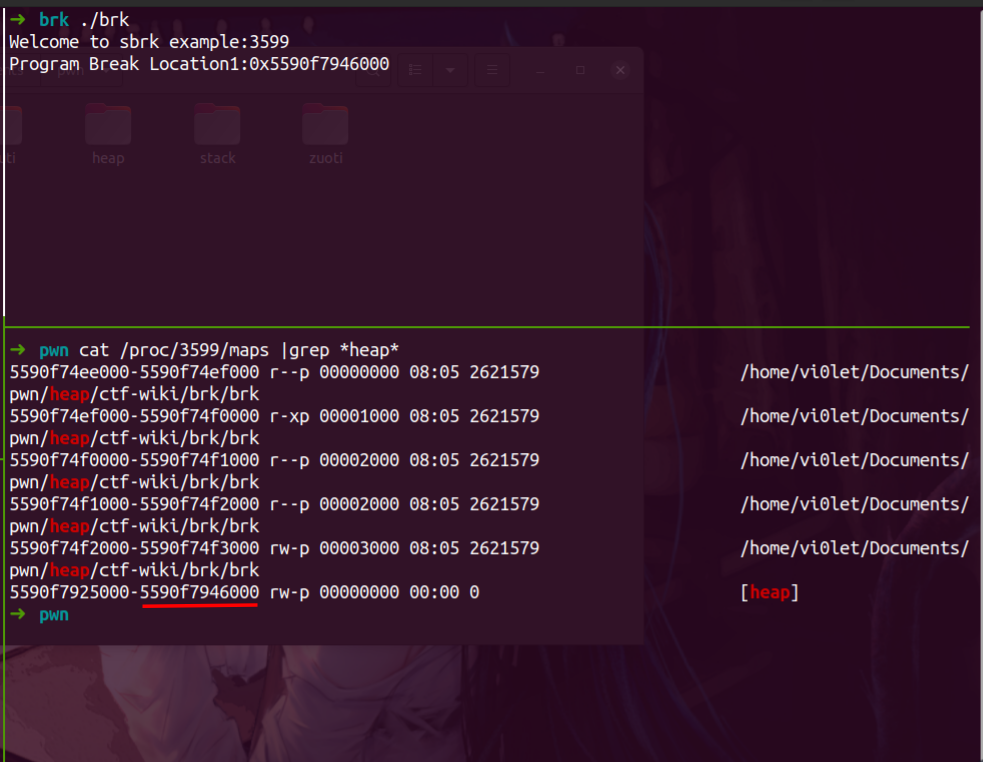 ➜ brk ./brk
Welcome to sbrk example:3599
Program Break Location1:0x5590f7946000
pwn
heap stack zuoti
➜ pwn cat /proc/3599/maps |grep *heap*
5590f74ee000-5590f74ef000 r--p 00000000 08:05 2621579 /home/vi0let/Documents/
pwn/heap/ctf-wiki/brk/brk
5590f74ef000-5590f74f0000 r-xp 00001000 08:05 2621579 /home/vi0let/Documents/
pwn/heap/ctf-wiki/brk/brk
5590f74f0000-5590f74f1000 r--p 00002000 08:05 2621579 /home/vi0let/Documents/
pwn/heap/ctf-wiki/brk/brk
5590f74f1000-5590f74f2000 r--p 00002000 08:05 2621579 /home/vi0let/Documents/
pwn/heap/ctf-wiki/brk/brk
5590f74f2000-5590f74f3000 rw-p 00003000 08:05 2621579 /home/vi0let/Documents/
pwn/heap/ctf-wiki/brk/brk
5590f7925000-5590f7946000 rw-p 00000000 00:00 0 [heap]
➜ pwn